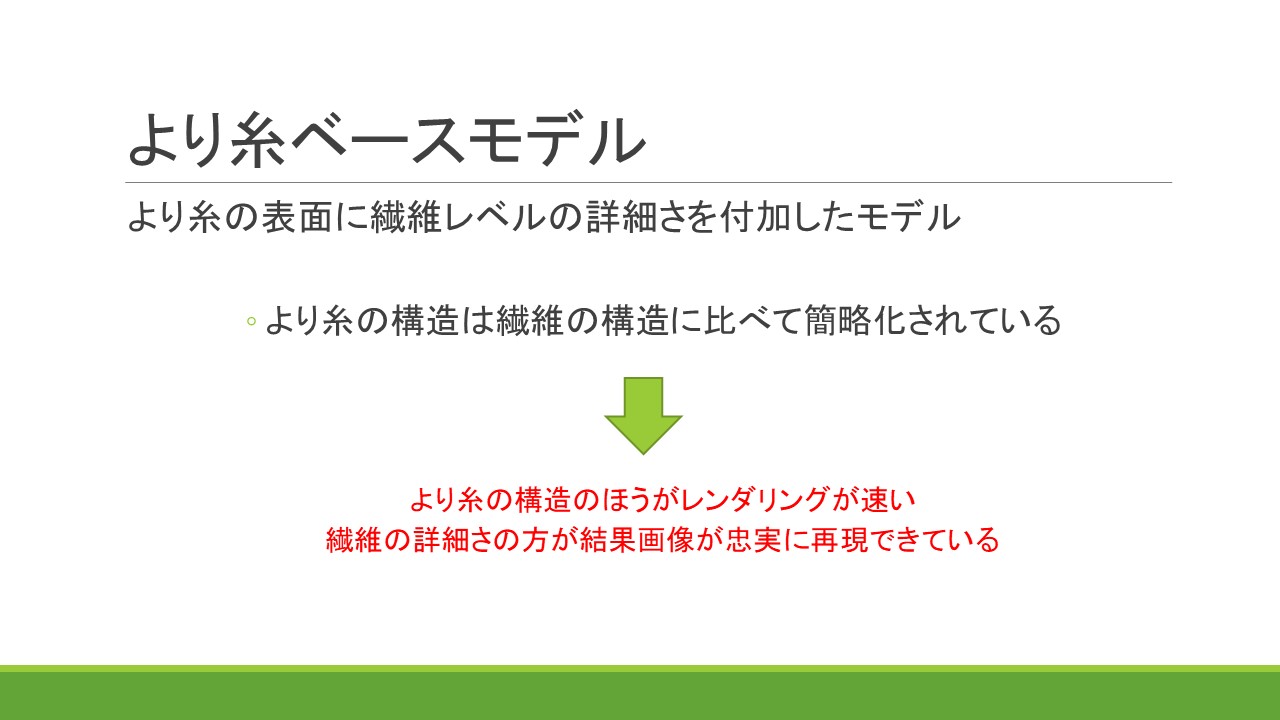 より糸ベースモデル
より糸の表面に繊維レベルの詳細さを付加したモデル
◦より糸の構造は繊維の構造に比べて簡略化されている
より糸の構造のほうがレンダリングが速い
繊維の詳細さの方が結果画像が忠実に再現できている